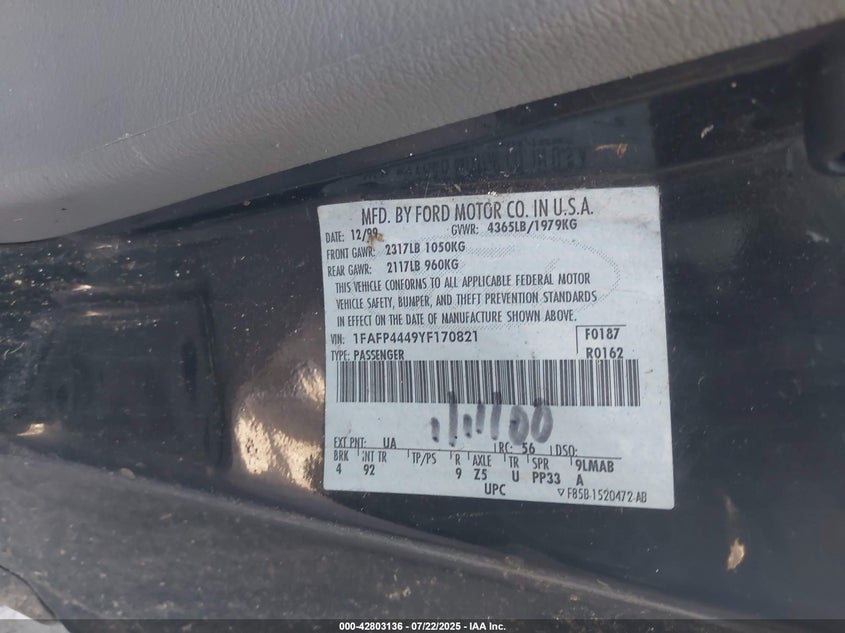 MFD. BY FORD MOTOR CO. IN U.S.A.
DATE: 12/99 GVWR: 4365LB/1979KG
FRONT GAWR: 2317LB 1050KG
REAR GAWR: 2117LB 960KG
THIS VEHICLE CONFORMS TO ALL APPLICABLE FEDERAL MOTOR
VEHICLE SAFETY, BUMPER, AND THEFT PREVENTION STANDARDS
IN EFFECT ON THE DATE OF MANUFACTURE SHOWN ABOVE.
VIN: 1FAFP4449YF170821 F0187
TYPE: PASSENGER R0162
EXT PNT: UA RC: 56 DSO:
BRK INT TR TP/PS R AXLE TR SPR 9LMAB
4 92 9 Z5 U PP33 A
UPC ▽ F85B-1520472-AB
000-42803136 - 07/22/2025 - IAA Inc.